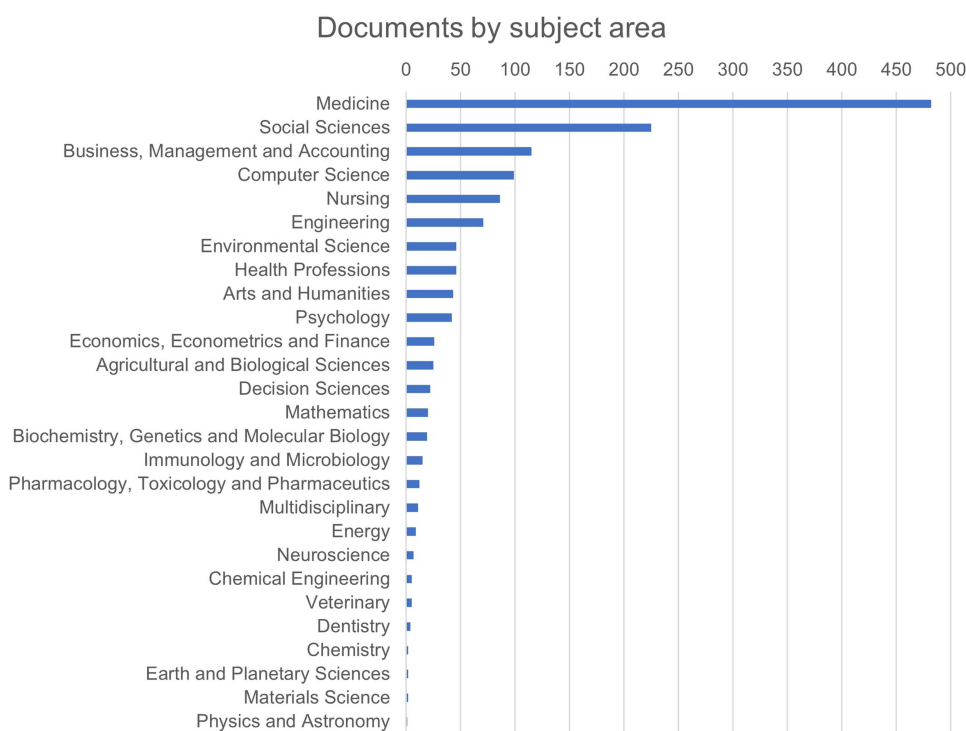 Documents by subject area
0 50 100 150 200 250 300 350 400 450 500
Medicine
Social Sciences
Business, Management and Accounting
Computer Science
Nursing
Engineering
Environmental Science
Health Professions
Arts and Humanities
Psychology
Economics, Econometrics and Finance
Agricultural and Biological Sciences
Decision Sciences
Mathematics
Biochemistry, Genetics and Molecular Biology
Immunology and Microbiology
Pharmacology, Toxicology and Pharmaceutics
Multidisciplinary
Energy
Neuroscience
Chemical Engineering
Veterinary
Dentistry
Chemistry
Earth and Planetary Sciences
Materials Science
Physics and Astronomy